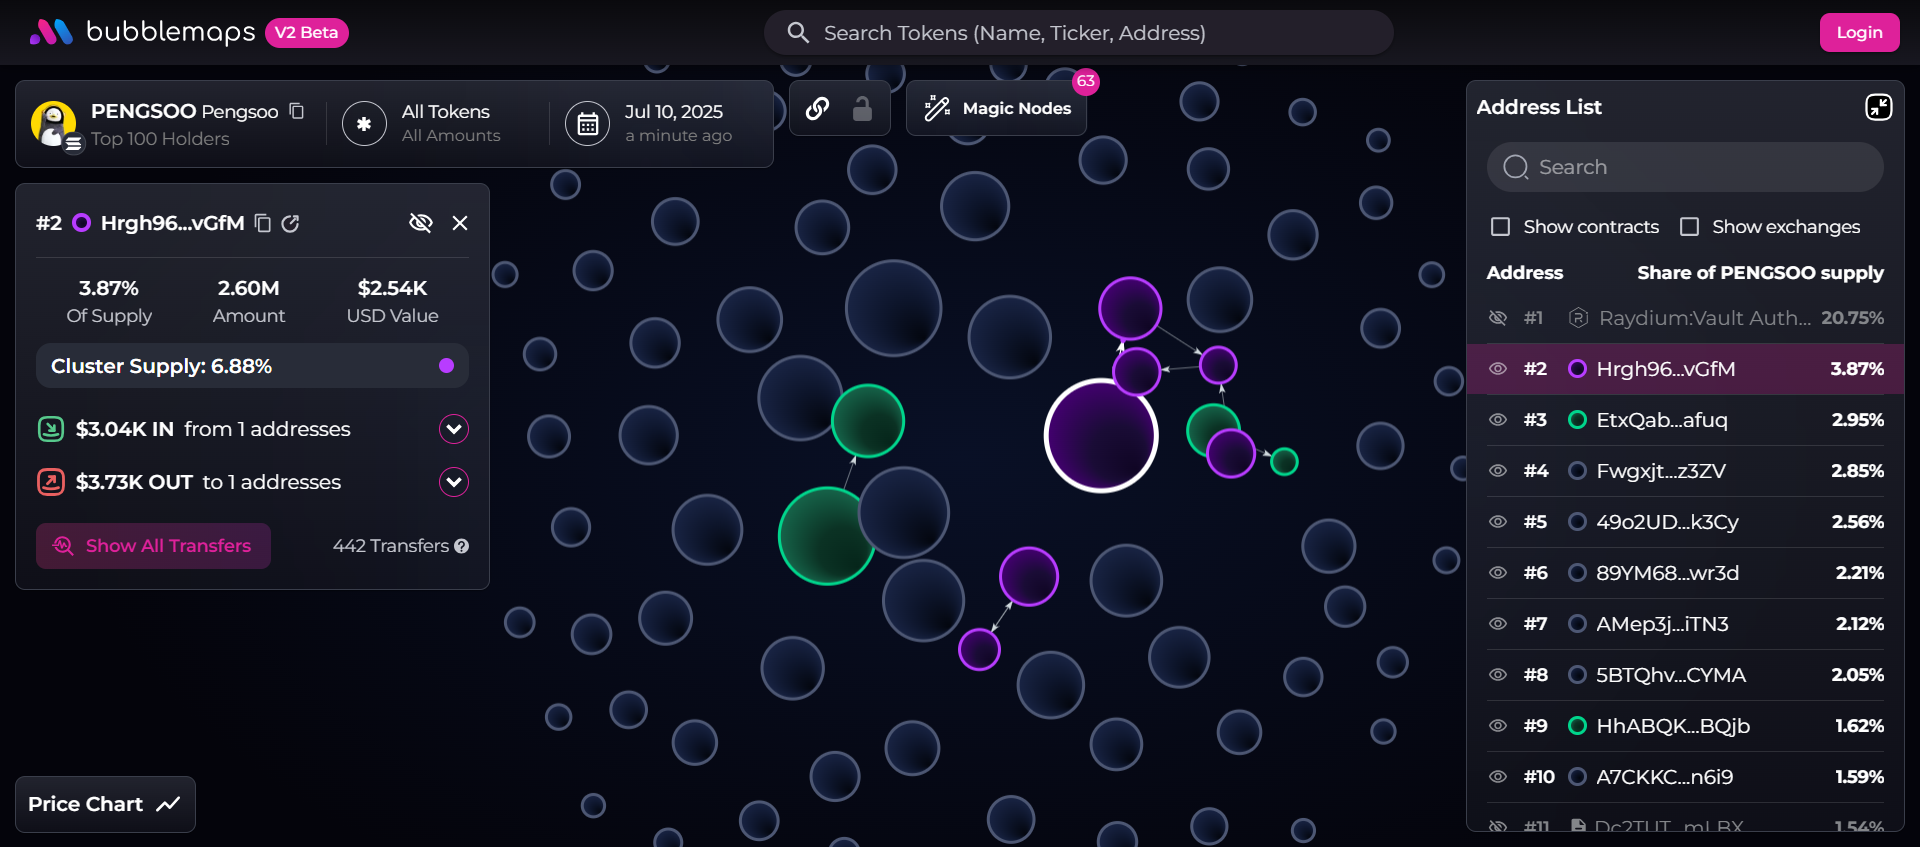 bubblemaps V2 Beta
Search Tokens (Name, Ticker, Address)
Login
PENGSOO Pengsoo
Top 100 Holders
All Tokens
All Amounts
Jul 10, 2025
a minute ago
Magic Nodes
63
#2 Hrgh96...vGfM
3.87% 2.60M $2.54K
Of Supply Amount USD Value
Cluster Supply: 6.88%
$3.04K IN from 1 addresses
$3.73K OUT to 1 addresses
Show All Transfers 442 Transfers ?
Price Chart
Address List
Search
Show contracts Show exchanges
Address Share of PENGSOO supply
#1 Raydium:Vault Auth... 20.75%
#2 Hrgh96...vGfM 3.87%
#3 EtxQab...afuq 2.95%
#4 Fwgxjt...z3ZV 2.85%
#5 49o2UD...k3Cy 2.56%
#6 89YM68...wr3d 2.21%
#7 AMep3j...iTN3 2.12%
#8 5BTQhv...CYMA 2.05%
#9 HhABQK...BQjb 1.62%
#10 A7CKKC...n6i9 1.59%
#11 1.54%